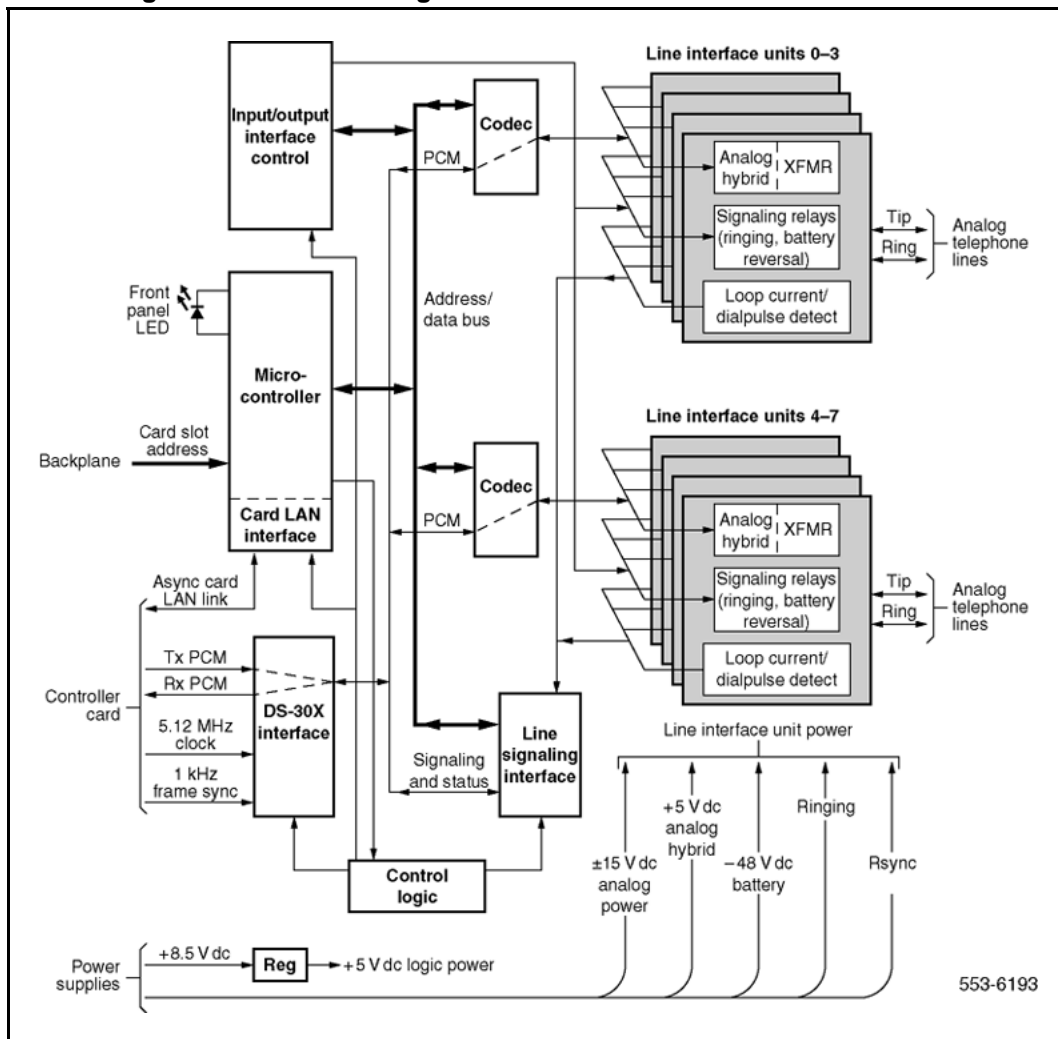 Line interface units 0–3
Input/output
interface
control
Codec
PCM
Analog
hybrid
XFMR
Signaling relays
(ringing, battery
reversal)
Loop current/
dialpulse detect
Tip
Ring
Analog
telephone
lines
Front
panel
LED
Address/
data bus
Micro-
controller
Card slot
address
Backplane
Card LAN
interface
Line interface units 4–7
Codec
PCM
Analog
hybrid
XFMR
Signaling relays
(ringing, battery
reversal)
Loop current/
dialpulse detect
Tip
Ring
Analog
telephone
lines
Async card
LAN link
Tx PCM
Rx PCM
Controller
card
5.12 MHz
clock
1 kHz
frame sync
DS-30X
interface
Signaling
and status
Line
signaling
interface
Control
logic
Line interface unit power
±15 V dc
analog
power
+5 V dc
analog
hybrid
−48 V dc
battery
Ringing
Rsync
Power
supplies
+8.5 V dc
Reg
+5 V dc logic power
553-6193